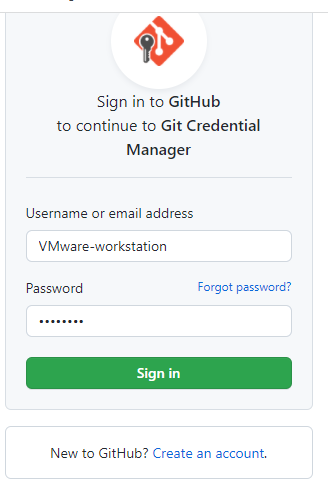 Sign in to GitHub
to continue to Git Credential
Manager
Username or email address
VMware-workstation
Password Forgot password?
••••••••
Sign in
New to GitHub? Create an account.